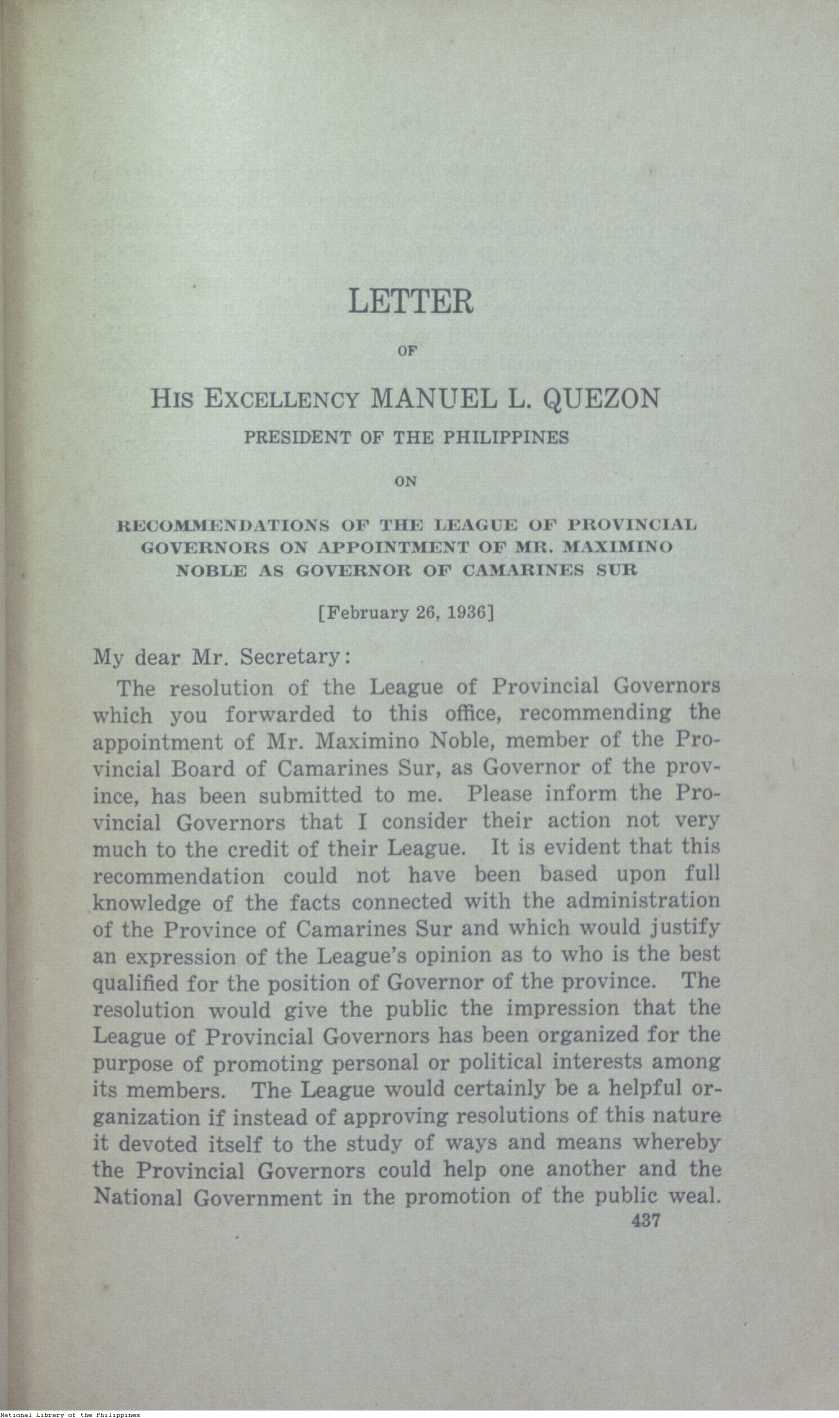 LETTER
OF
HIS EXCELLENCY MANUEL L. QUEZON
PRESIDENT OF THE PHILIPPINES
ON
RECOMMENDATIONS OF THE LEAGUE OF PROVINCIAL
GOVERNORS ON APPOINTMENT OF MR. MAXIMINO
NOBLE AS GOVERNOR OF CAMARINES SUR
[February 26, 1936]
My dear Mr. Secretary:
The resolution of the League of Provincial Governors
which you forwarded to this office, recommending the
appointment of Mr. Maximino Noble, member of the Pro-
vincial Board of Camarines Sur, as Governor of the prov-
ince, has been submitted to me. Please inform the Pro-
vincial Governors that I consider their action not very
much to the credit of their League. It is evident that this
recommendation could not have been based upon full
knowledge of the facts connected with the administration
of the Province of Camarines Sur and which would justify
an expression of the League's opinion as to who is the best
qualified for the position of Governor of the province. The
resolution would give the public the impression that the
League of Provincial Governors has been organized for the
purpose of promoting personal or political interests among
its members. The League would certainly be a helpful or-
ganization if instead of approving resolutions of this nature
it devoted itself to the study of ways and means whereby
the Provincial Governors could help one another and the
National Government in the promotion of the public weal.
437
National Library of the Philippines